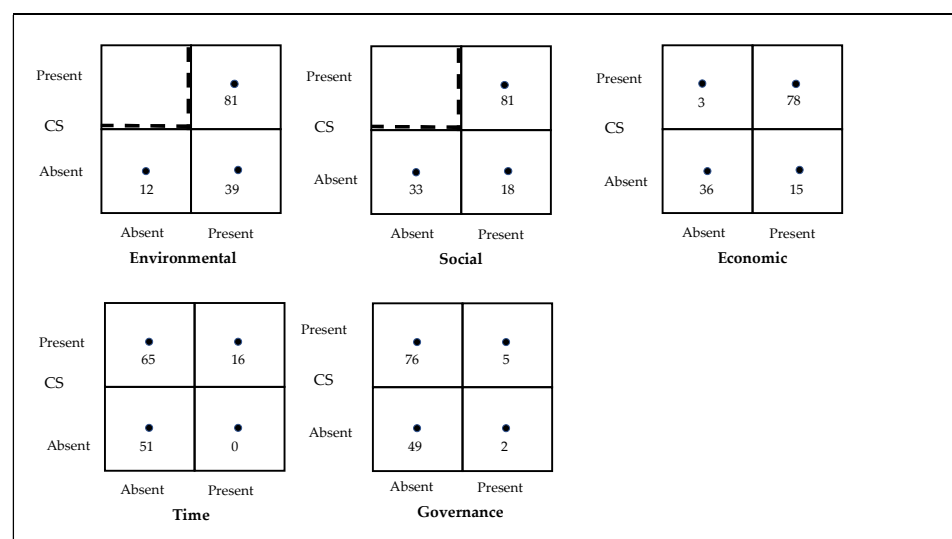 Present
81
CS
Absent
12
39
Absent
Present
Environmental
Present
81
CS
Absent
33
18
Absent
Present
Social
Present
3
78
CS
Absent
36
15
Absent
Present
Economic
Present
65
16
CS
Absent
51
0
Absent
Present
Time
Present
76
5
CS
Absent
49
2
Absent
Present
Governance